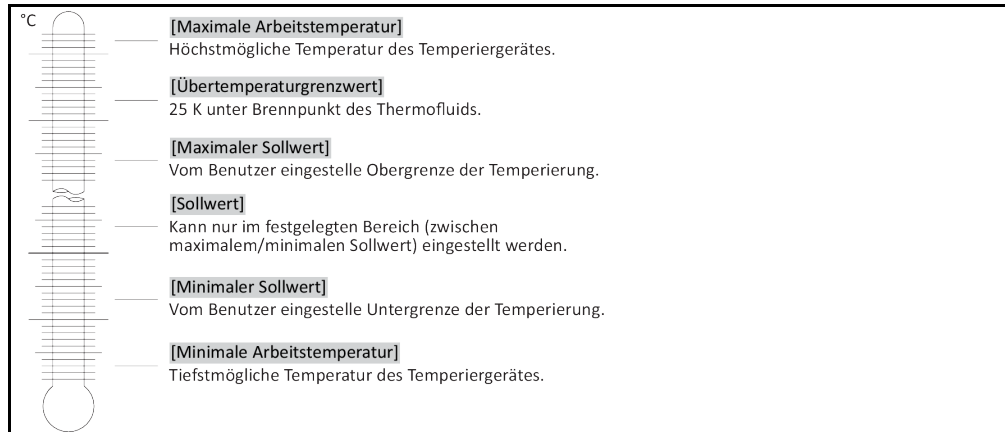 °C
[Maximale Arbeitstemperatur]
Höchstmögliche Temperatur des Temperiergerätes.
[Übertemperaturgrenzwert]
25 K unter Brennpunkt des Thermofluids.
[Maximaler Sollwert]
Vom Benutzer eingestelle Obergrenze der Temperierung.
[Sollwert]
Kann nur im festgelegten Bereich (zwischen
maximalem/minimalen Sollwert) eingestellt werden.
[Minimaler Sollwert]
Vom Benutzer eingestelle Untergrenze der Temperierung.
[Minimale Arbeitstemperatur]
Tiefstmögliche Temperatur des Temperiergerätes.